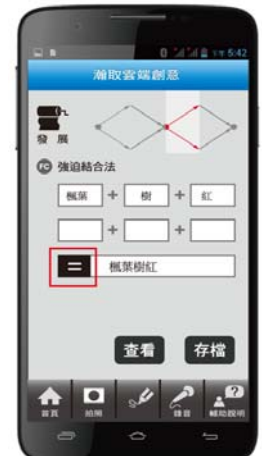 5:42
瀚取雲端創意
發 展
FC 強迫結合法
楓葉 + 樹 + 紅
+ +
= 楓葉樹紅
查看 存檔
首頁 拍照 錄音 輔助說明